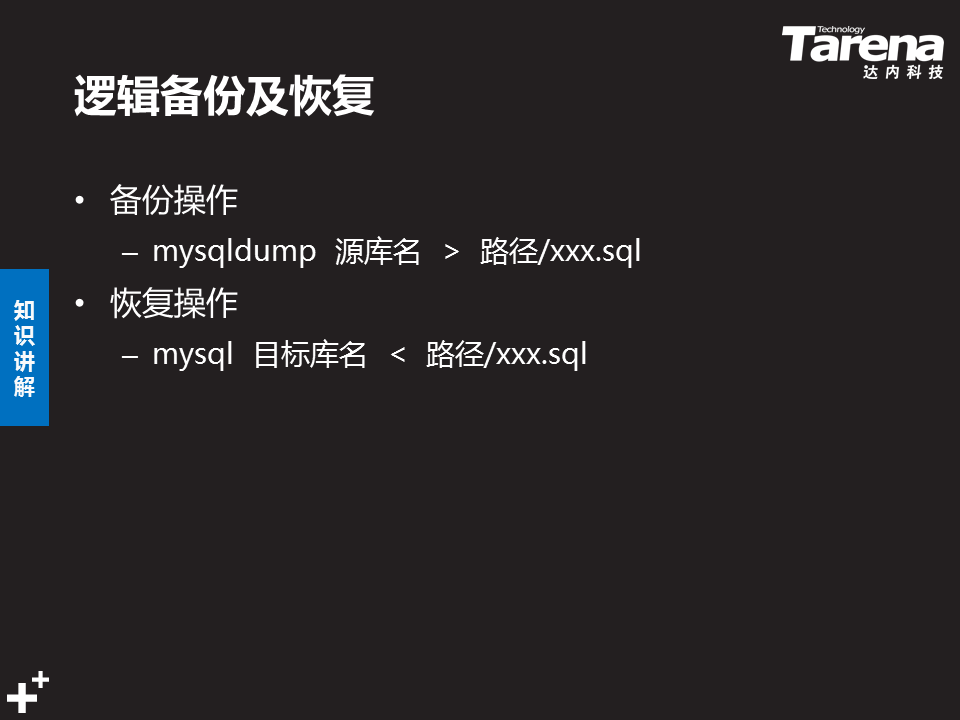 Technology
Tarena
达内科技
逻辑备份及恢复
• 备份操作
– mysqldump 源库名 > 路径/xxx.sql
• 恢复操作
– mysql 目标库名 < 路径/xxx.sql
知识讲解